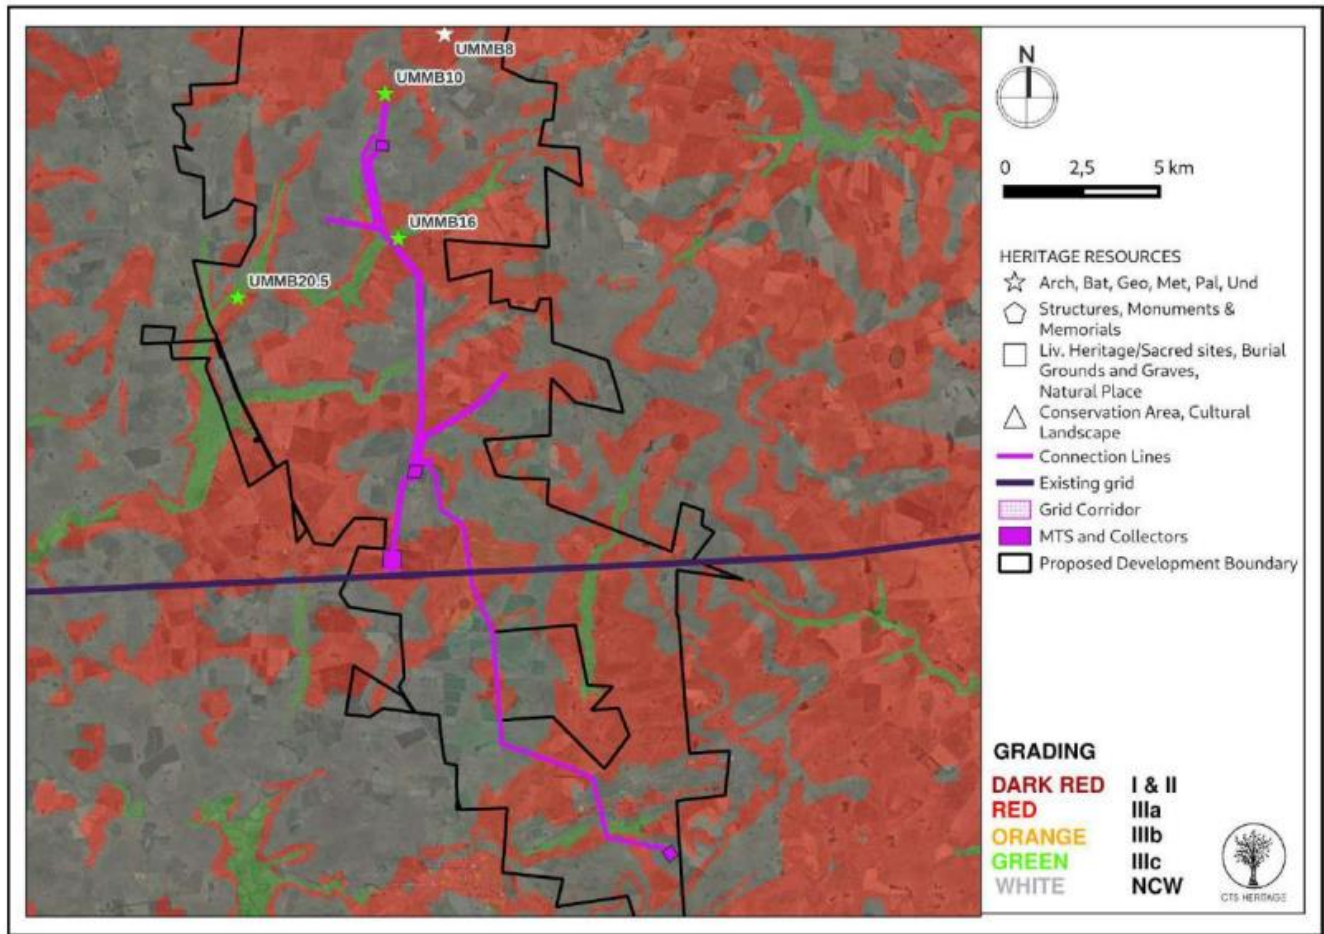 UMMB8
UMMB10
UMMB16
UMMB20.5
N
0 2,5 5 km
HERITAGE RESOURCES
Arch, Bat, Geo, Met, Pal, Und
Structures, Monuments &
Memorials
Liv. Heritage/Sacred sites, Burial
Grounds and Graves,
Natural Place
Conservation Area, Cultural
Landscape
Connection Lines
Existing grid
Grid Corridor
MTS and Collectors
Proposed Development Boundary
GRADING
DARK RED I & II
RED IIIa
ORANGE IIIb
GREEN IIIc
WHITE NCW
CTS HERITAGE